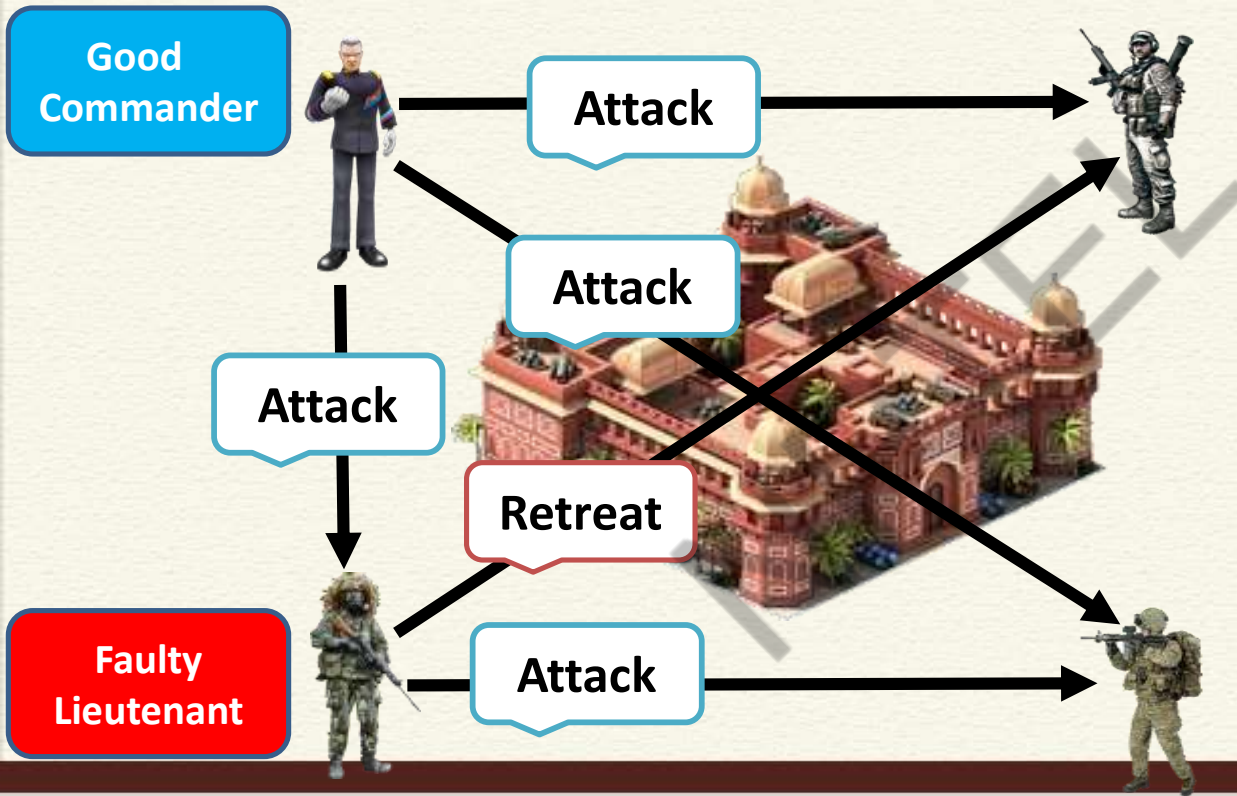 Good
Commander
Attack
Attack
Attack
Retreat
Faulty
Lieutenant
Attack